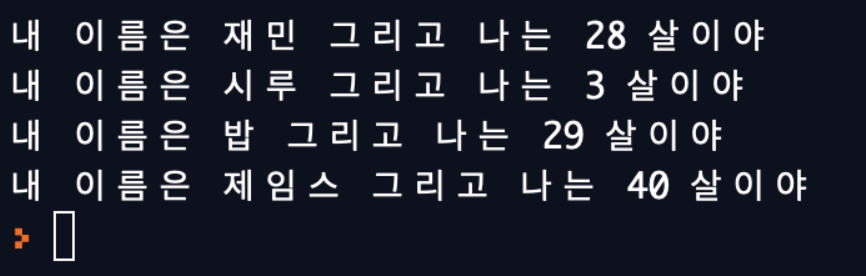 내 이름은 재민 그리고 나는 28 살이야
내 이름은 시루 그리고 나는 3 살이야
내 이름은 밥 그리고 나는 29 살이야
내 이름은 제임스 그리고 나는 40 살이야
>